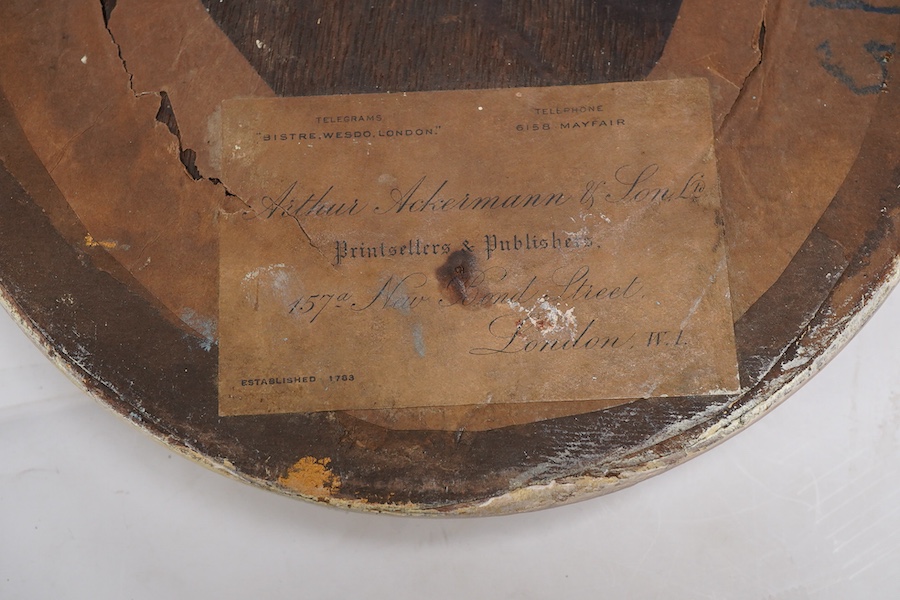 TELEGRAMS
"BISTRE, WESDO, LONDON."
TELEPHONE
6158 MAYFAIR
Arthur Ackermann & Son, Ltd
Printsellers & Publishers.
157a New Bond Street,
London, W.1.
ESTABLISHED 1783